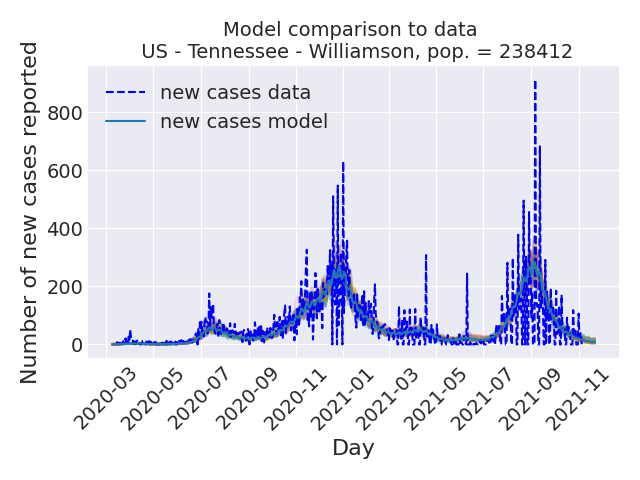 Model comparison to data
US - Tennessee - Williamson, pop. = 238412
Number of new cases reported
new cases data
new cases model
800
600
400
200
0
2020-03
2020-05
2020-07
2020-09
2020-11
2021-01
2021-03
2021-05
2021-07
2021-09
2021-11
Day